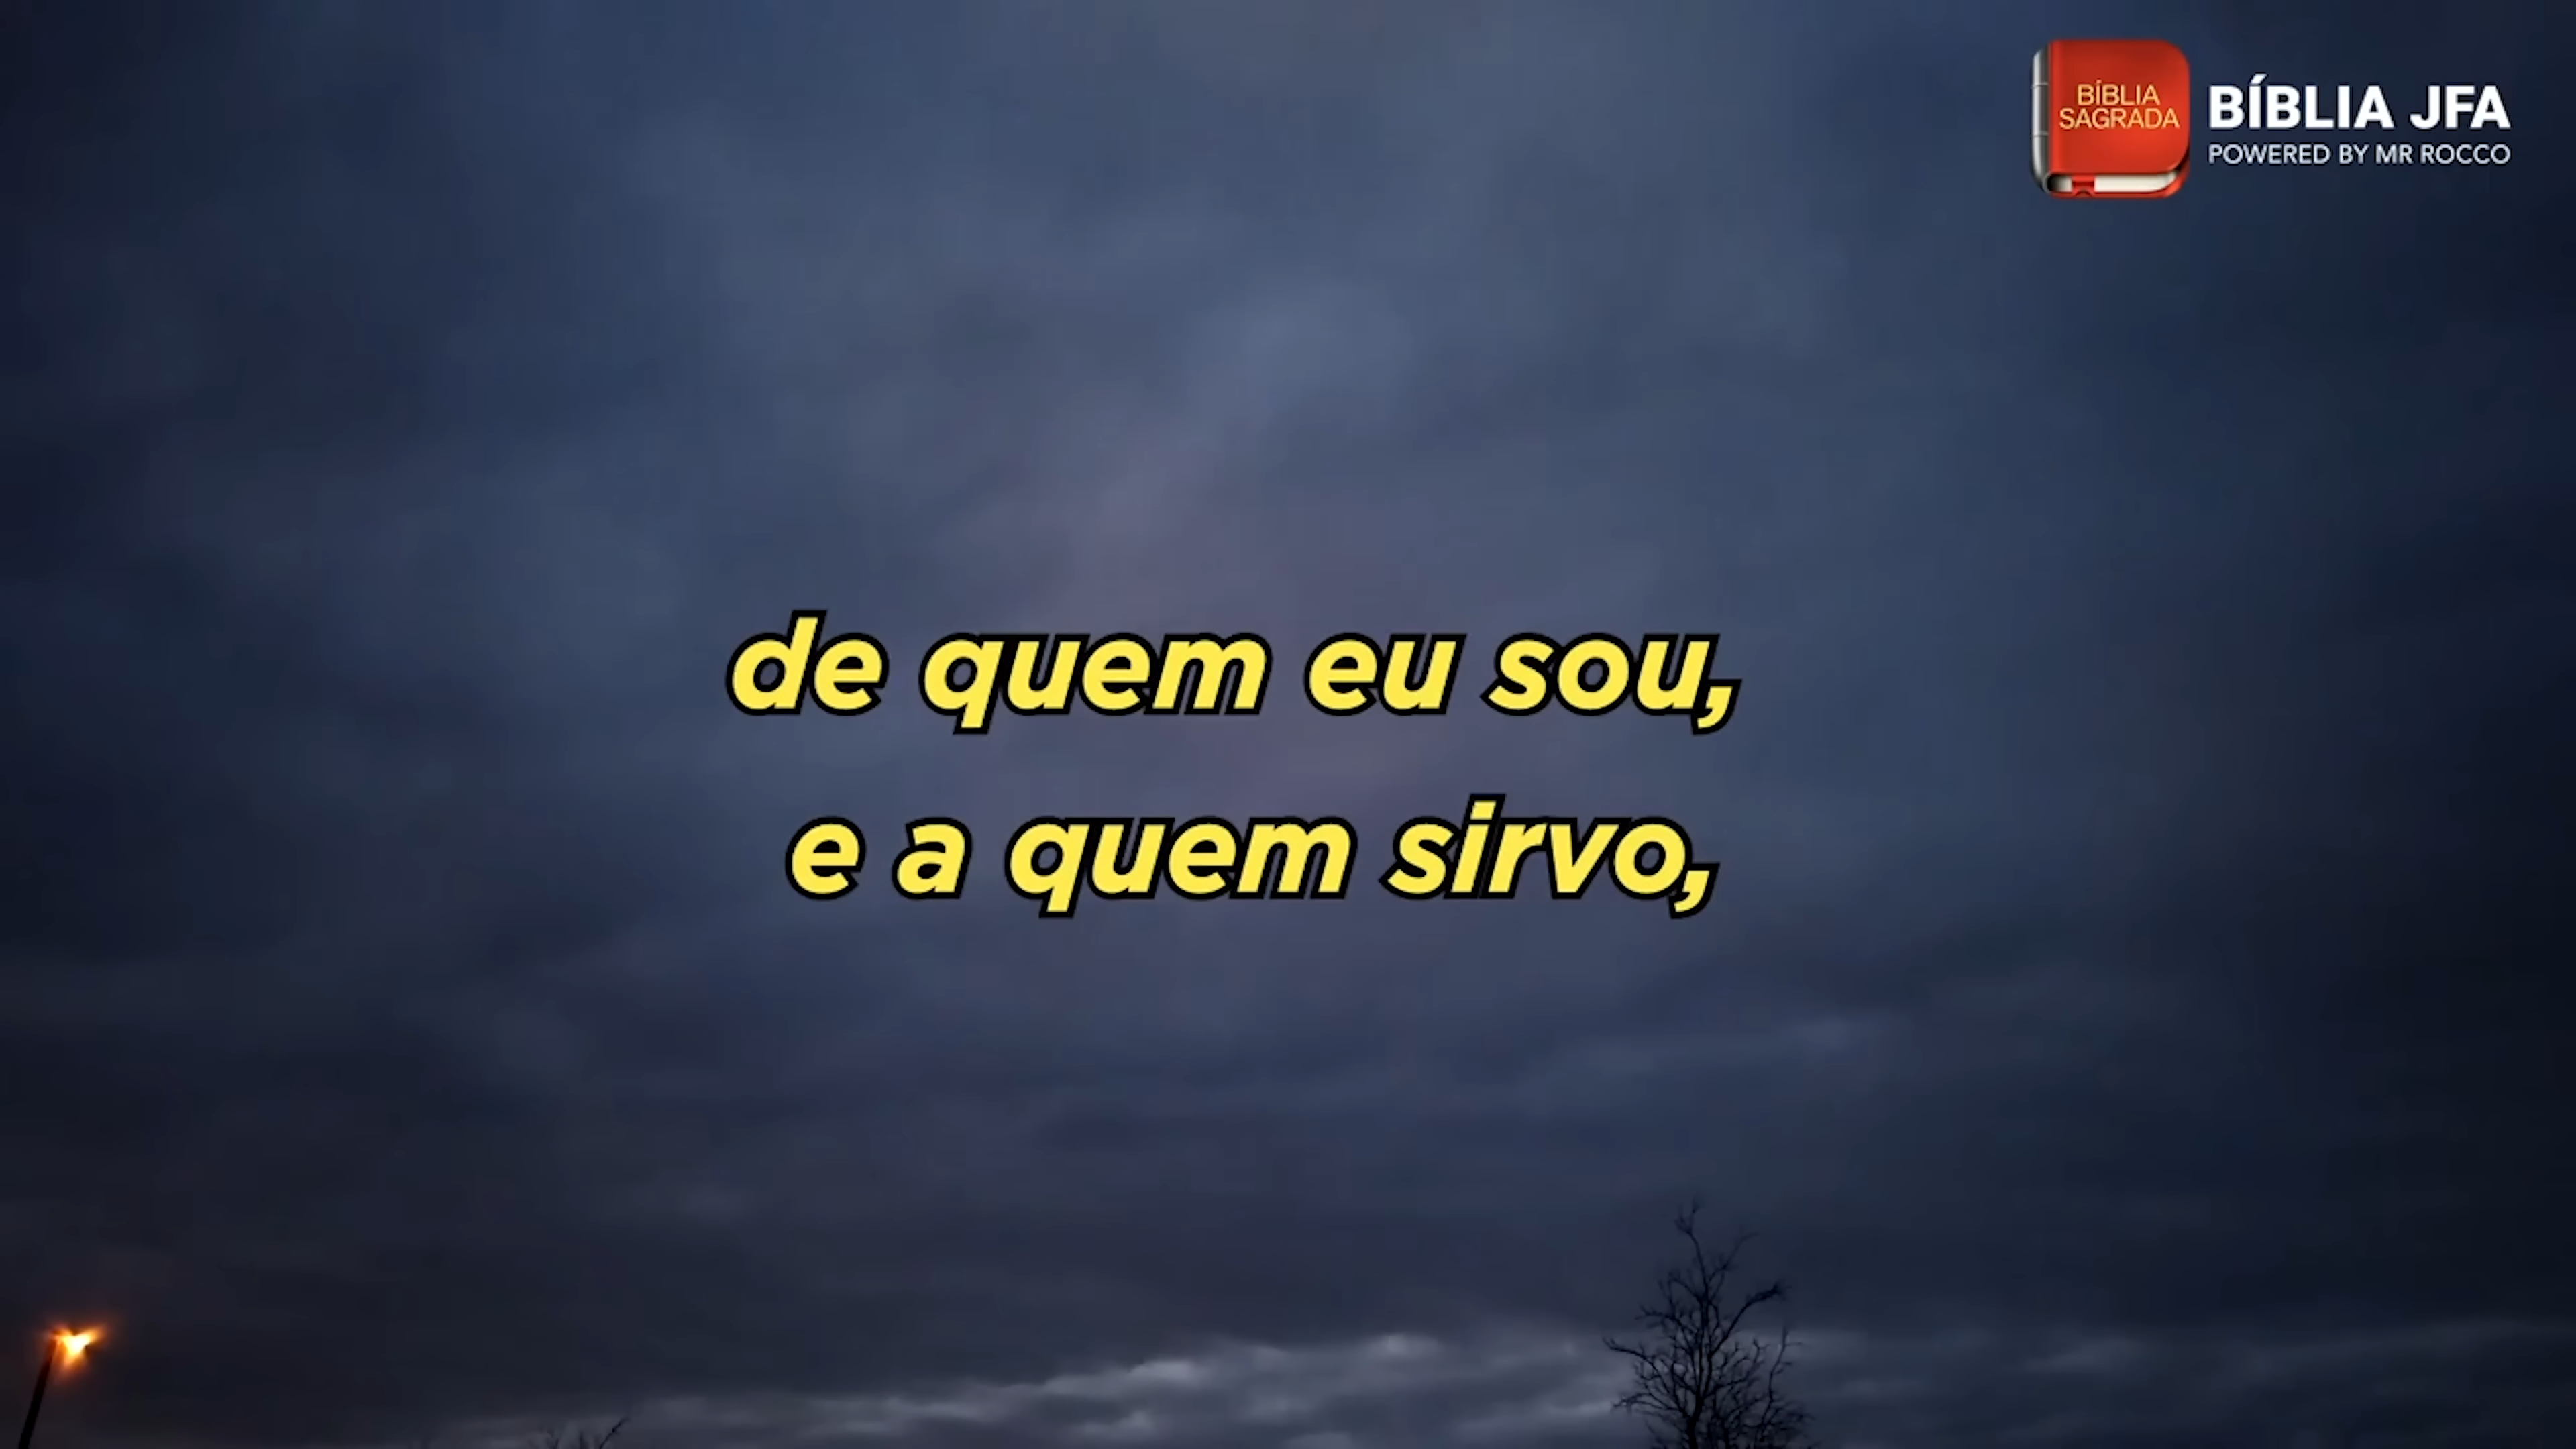 BÍBLIA
SAGRADA
BÍBLIA JFA
POWERED BY MR ROCCO
de quem eu sou,
e a quem sirvo,